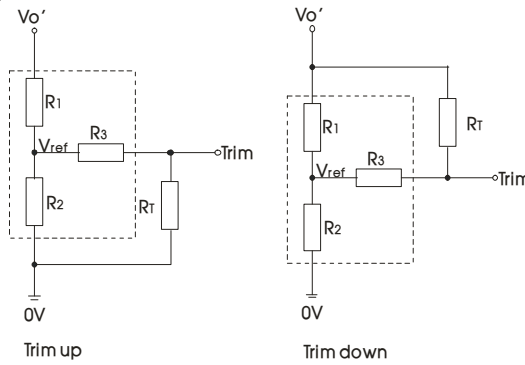 Vo'
R1
Vref
R3
Trim
R2
RT
0V
Trim up
Vo'
R1
RT
Vref
R3
Trim
R2
0V
Trim down